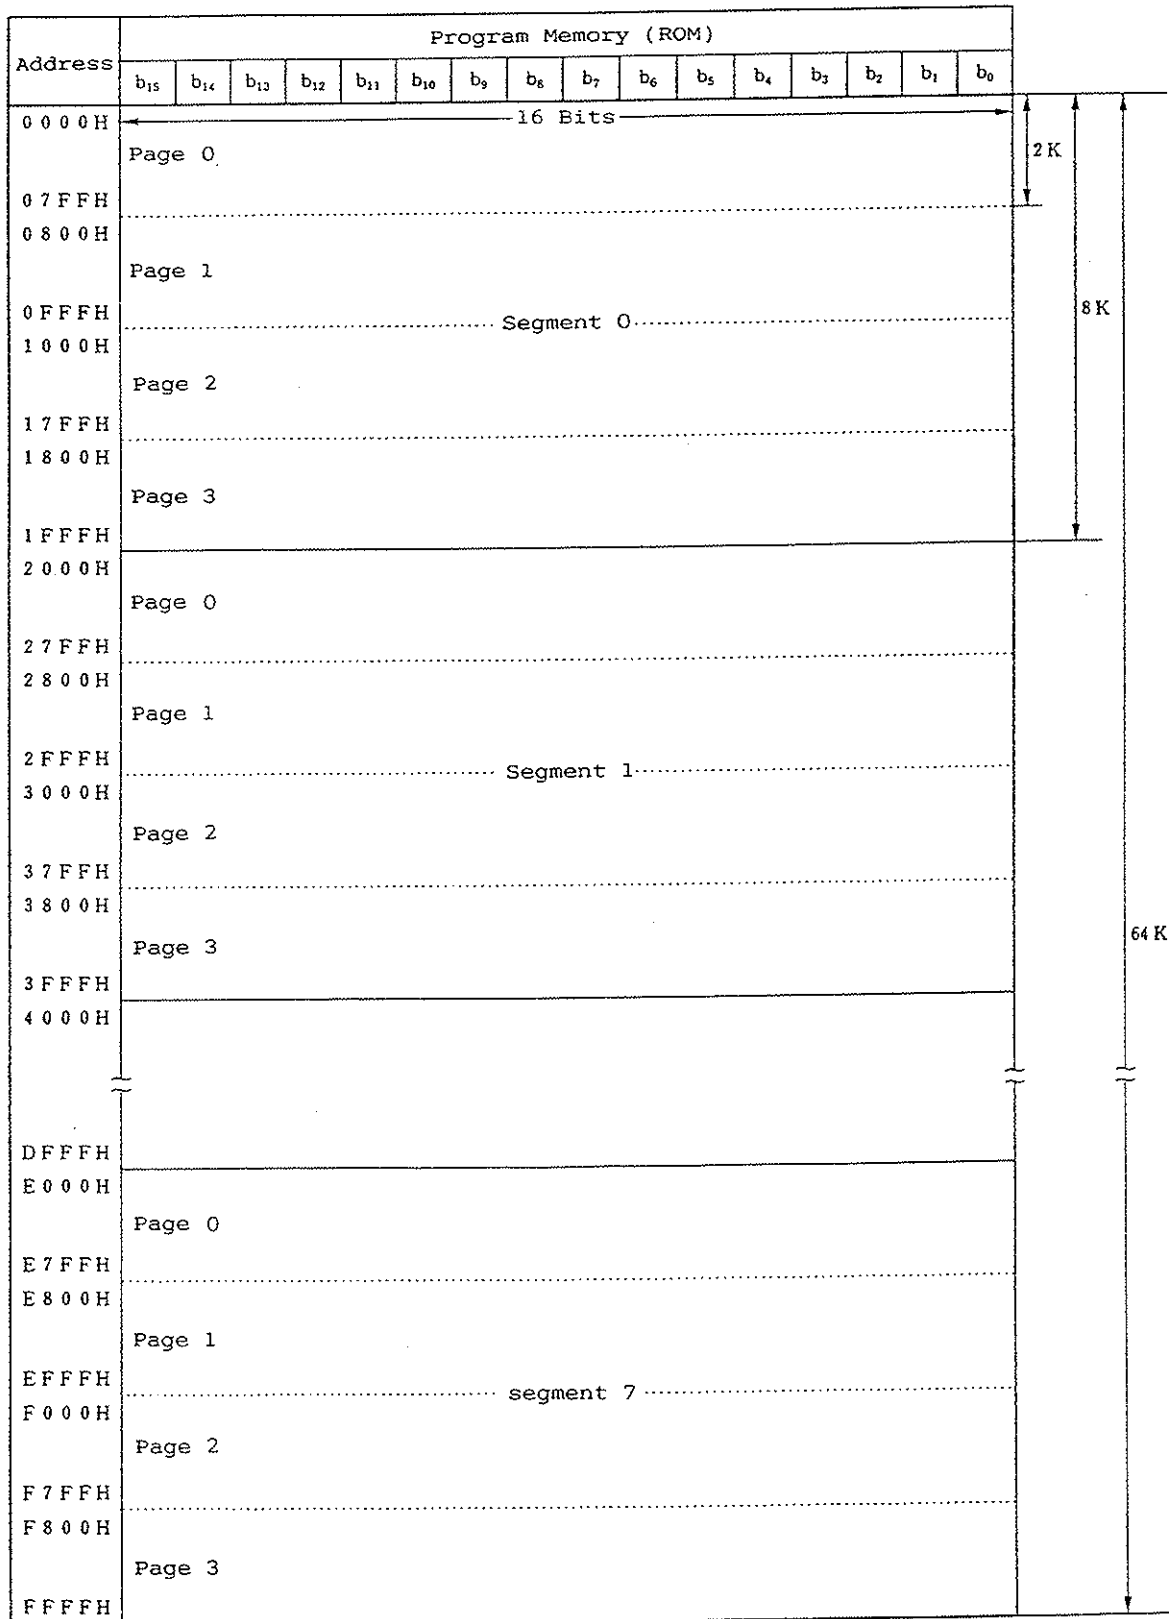 Program Memory (ROM)
Address
b₁₅ b₁₄ b₁₃ b₁₂ b₁₁ b₁₀ b₉ b₈ b₇ b₆ b₅ b₄ b₃ b₂ b₁ b₀
0000H
16 Bits
Page 0
2K
07FFH
0800H
Page 1
0FFFH
Segment 0
8K
1000H
Page 2
17FFH
1800H
Page 3
1FFFH
2000H
Page 0
27FFH
2800H
Page 1
2FFFH
Segment 1
3000H
Page 2
37FFH
3800H
Page 3
64K
3FFFH
4000H
DFFFH
E000H
Page 0
E7FFH
E800H
Page 1
EFFFH
segment 7
F000H
Page 2
F7FFH
F800H
Page 3
FFFFH